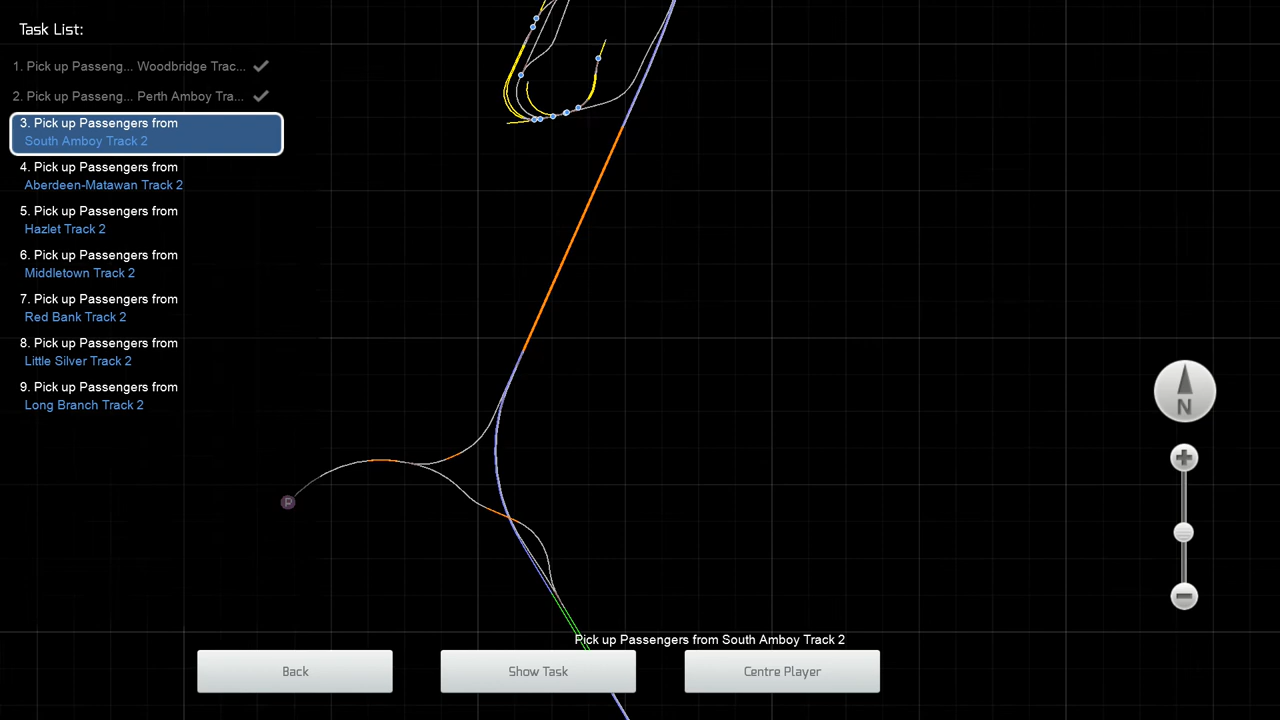 Task List:
1. Pick up Passeng... Woodbridge Trac...
2. Pick up Passeng... Perth Amboy Tra...
3. Pick up Passengers from
South Amboy Track 2
4. Pick up Passengers from
Aberdeen-Matawan Track 2
5. Pick up Passengers from
Hazlet Track 2
6. Pick up Passengers from
Middletown Track 2
7. Pick up Passengers from
Red Bank Track 2
8. Pick up Passengers from
Little Silver Track 2
9. Pick up Passengers from
Long Branch Track 2
N
P
Pick up Passengers from South Amboy Track 2
Back
Show Task
Centre Player